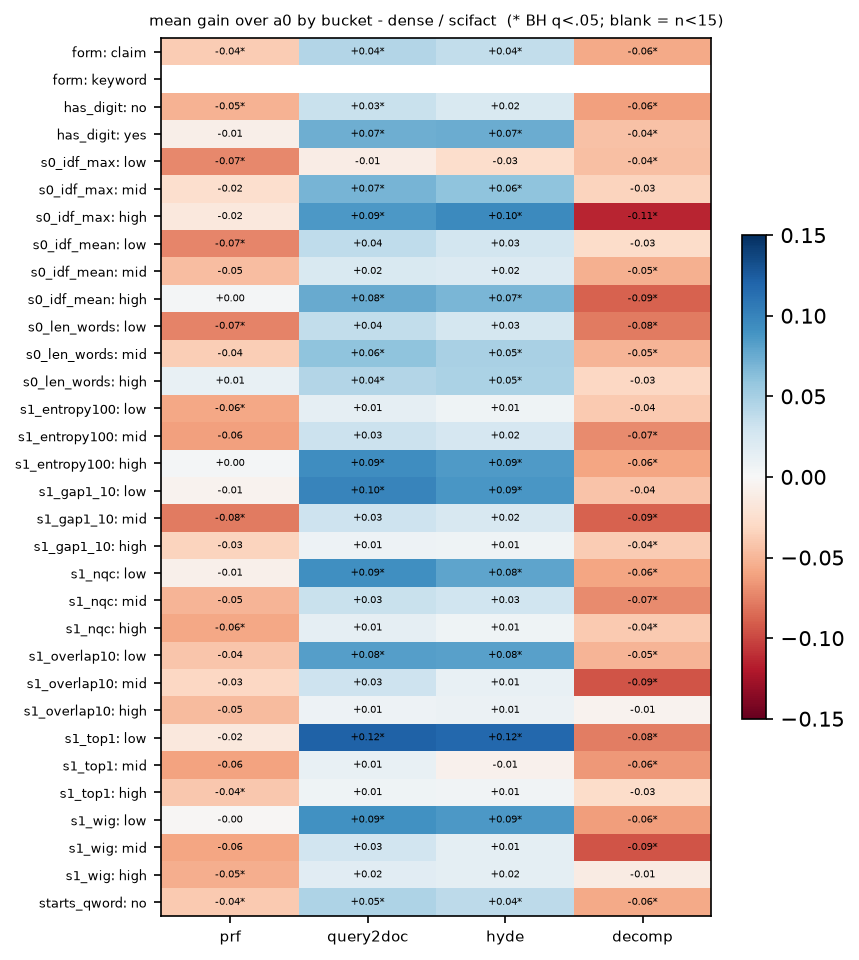 mean gain over a0 by bucket - dense / scifact (* BH q<.05; blank = n<15)
form: claim -0.04* +0.04* +0.04* -0.06*
form: keyword
has_digit: no -0.05* +0.03* +0.02 -0.06*
has_digit: yes -0.01 +0.07* +0.07* -0.04*
s0_idf_max: low -0.07* -0.01 -0.03 -0.04*
s0_idf_max: mid -0.02 +0.07* +0.06* -0.03
s0_idf_max: high -0.02 +0.09* +0.10* -0.11*
s0_idf_mean: low -0.07* +0.04 +0.03 -0.03
s0_idf_mean: mid -0.05 +0.02 +0.02 -0.05*
s0_idf_mean: high +0.00 +0.08* +0.07* -0.09*
s0_len_words: low -0.07* +0.04 +0.03 -0.08*
s0_len_words: mid -0.04 +0.06* +0.05* -0.05*
s0_len_words: high +0.01 +0.04* +0.05* -0.03
s1_entropy100: low -0.06* +0.01 +0.01 -0.04
s1_entropy100: mid -0.06 +0.03 +0.02 -0.07*
s1_entropy100: high +0.00 +0.09* +0.09* -0.06*
s1_gap1_10: low -0.01 +0.10* +0.09* -0.04
s1_gap1_10: mid -0.08* +0.03 +0.02 -0.09*
s1_gap1_10: high -0.03 +0.01 +0.01 -0.04*
s1_nqc: low -0.01 +0.09* +0.08* -0.06*
s1_nqc: mid -0.05 +0.03 +0.03 -0.07*
s1_nqc: high -0.06* +0.01 +0.01 -0.04*
s1_overlap10: low -0.04 +0.08* +0.08* -0.05*
s1_overlap10: mid -0.03 +0.03 +0.01 -0.09*
s1_overlap10: high -0.05 +0.01 +0.01 -0.01
s1_top1: low -0.02 +0.12* +0.12* -0.08*
s1_top1: mid -0.06 +0.01 -0.01 -0.06*
s1_top1: high -0.04* +0.01 +0.01 -0.03
s1_wig: low -0.00 +0.09* +0.09* -0.06*
s1_wig: mid -0.06 +0.03 +0.01 -0.09*
s1_wig: high -0.05* +0.02 +0.02 -0.01
starts_qword: no -0.04* +0.05* +0.04* -0.06*
prf query2doc hyde decomp
0.15
0.10
0.05
0.00
−0.05
−0.10
−0.15